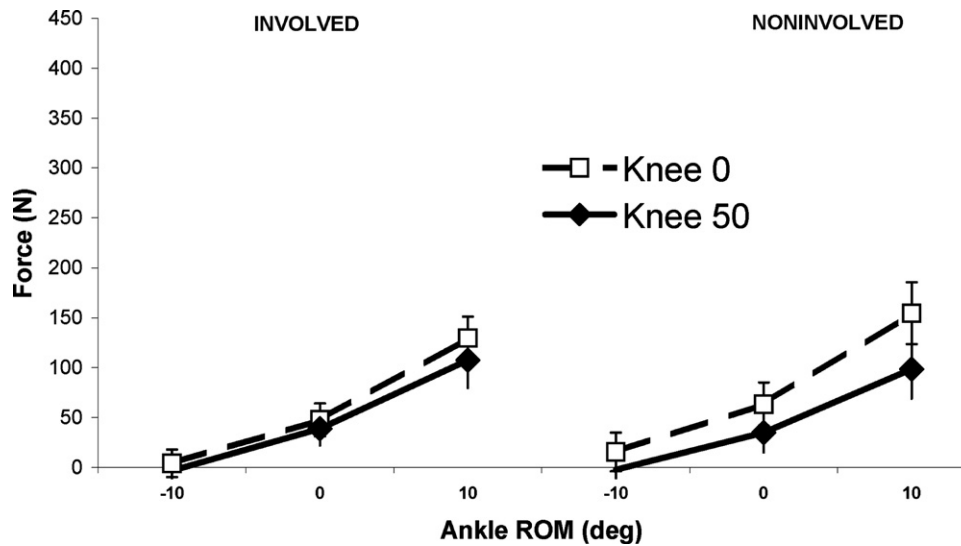 INVOLVED NONINVOLVED
450
400
350
300
250
200
150
100
50
0
Force (N)
Knee 0
Knee 50
-10 0 10 -10 0 10
Ankle ROM (deg)